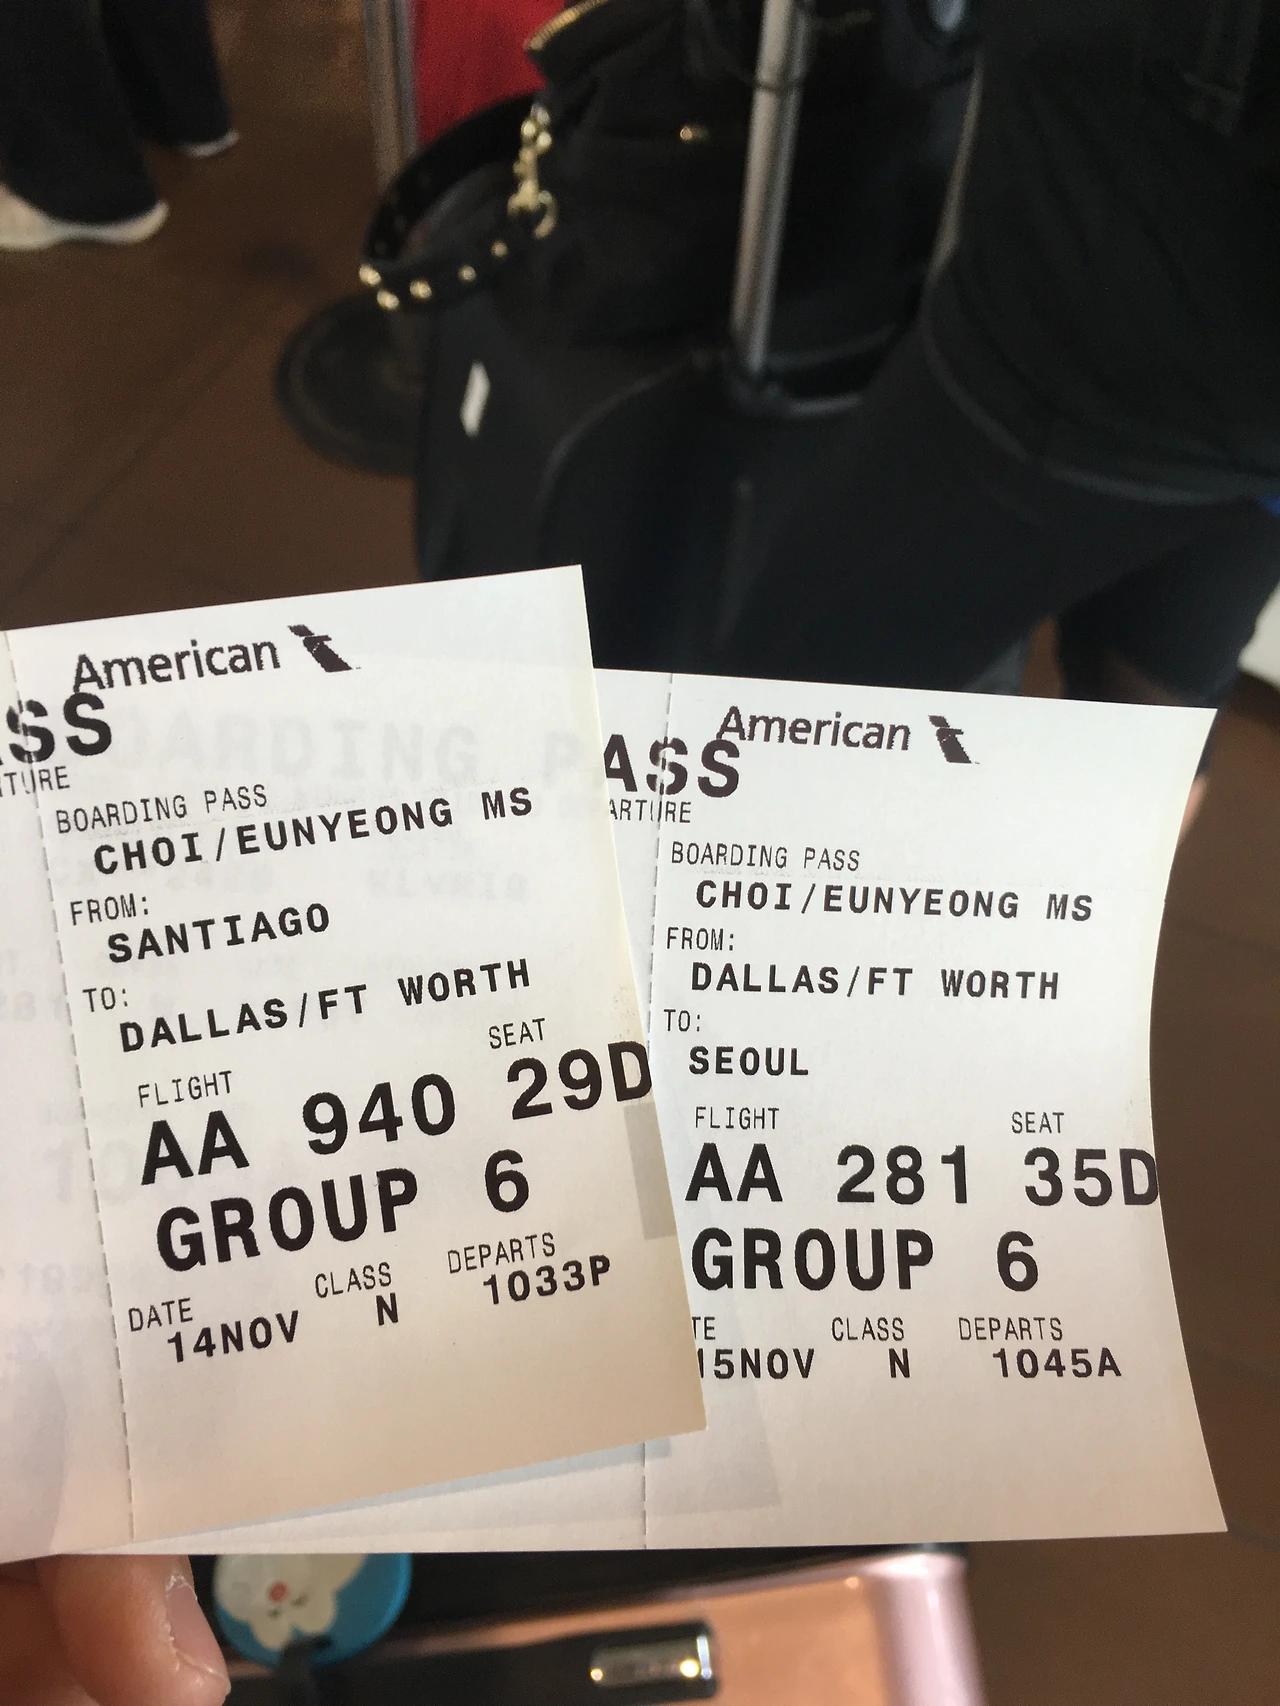 American
SS
TURE
BOARDING PASS
CHOI/EUNYEONG MS
FROM:
SANTIAGO
TO:
DALLAS/FT WORTH
FLIGHT SEAT
AA 940 29D
GROUP 6
DATE CLASS DEPARTS
14NOV N 1033P
American
ASS
ARTURE
BOARDING PASS
CHOI/EUNYEONG MS
FROM:
DALLAS/FT WORTH
TO:
SEOUL
FLIGHT SEAT
AA 281 35D
GROUP 6
TE CLASS DEPARTS
15NOV N 1045A